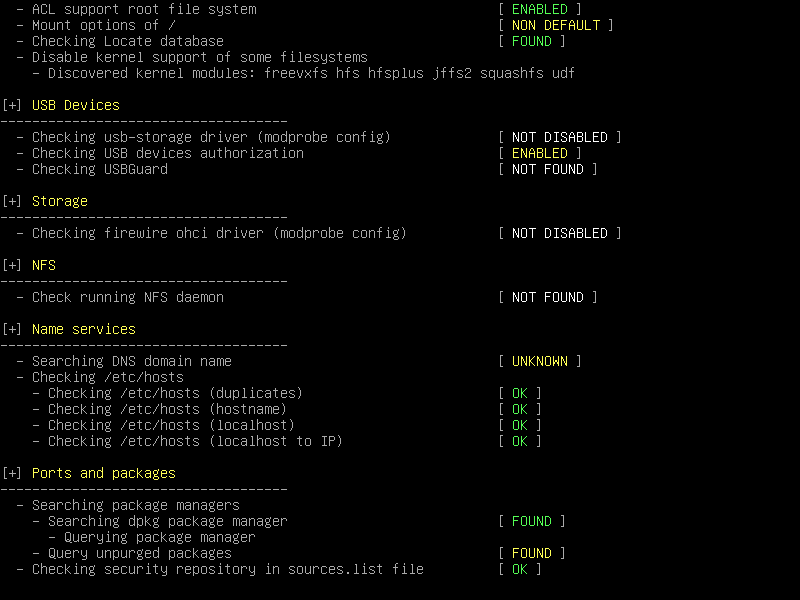 - ACL support root file system [ ENABLED ]
- Mount options of / [ NON DEFAULT ]
- Checking Locate database [ FOUND ]
- Disable kernel support of some filesystems
- Discovered kernel modules: freevxfs hfs hfsplus jffs2 squashfs udf
[+] USB Devices
------------------------------------
- Checking usb-storage driver (modprobe config) [ NOT DISABLED ]
- Checking USB devices authorization [ ENABLED ]
- Checking USBGuard [ NOT FOUND ]
[+] Storage
------------------------------------
- Checking firewire ohci driver (modprobe config) [ NOT DISABLED ]
[+] NFS
------------------------------------
- Check running NFS daemon [ NOT FOUND ]
[+] Name services
------------------------------------
- Searching DNS domain name [ UNKNOWN ]
- Checking /etc/hosts
- Checking /etc/hosts (duplicates) [ OK ]
- Checking /etc/hosts (hostname) [ OK ]
- Checking /etc/hosts (localhost) [ OK ]
- Checking /etc/hosts (localhost to IP) [ OK ]
[+] Ports and packages
------------------------------------
- Searching package managers
- Searching dpkg package manager [ FOUND ]
- Querying package manager
- Query unpurged packages [ FOUND ]
- Checking security repository in sources.list file [ OK ]